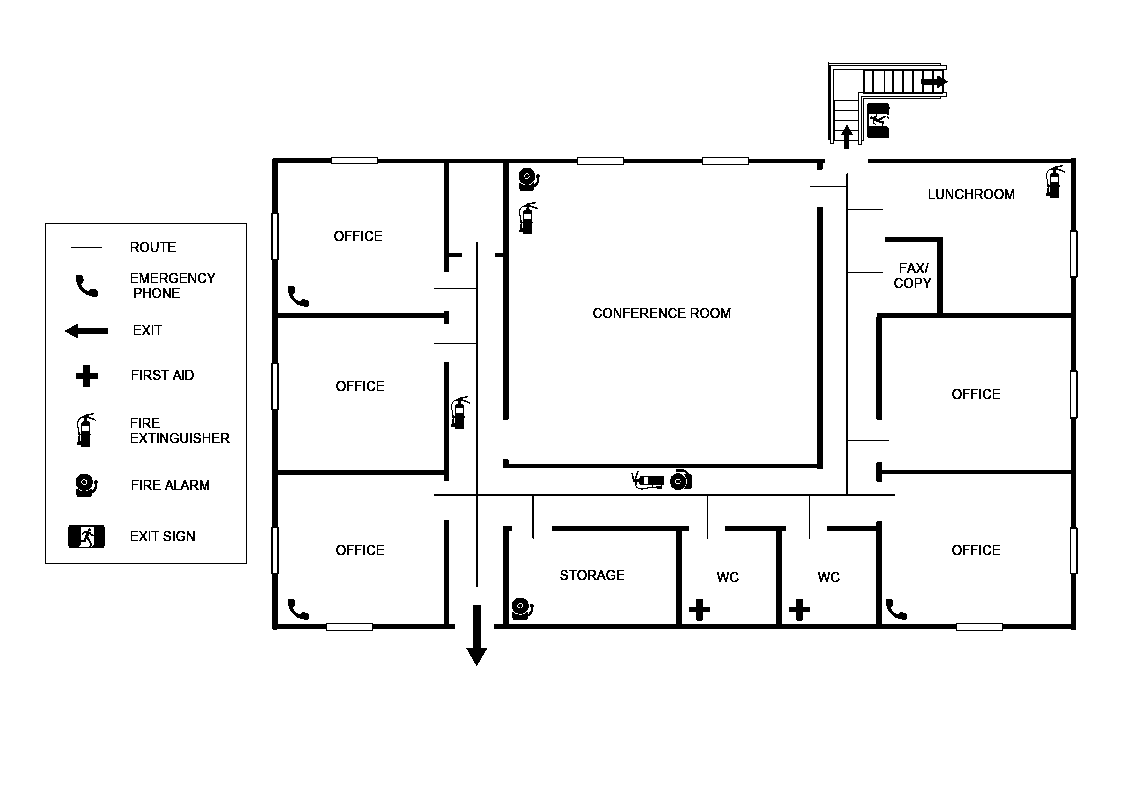 ROUTE
EMERGENCY
PHONE
EXIT
FIRST AID
FIRE
EXTINGUISHER
FIRE ALARM
EXIT SIGN
OFFICE
OFFICE
OFFICE
CONFERENCE ROOM
LUNCHROOM
FAX/
COPY
OFFICE
OFFICE
STORAGE
WC
WC